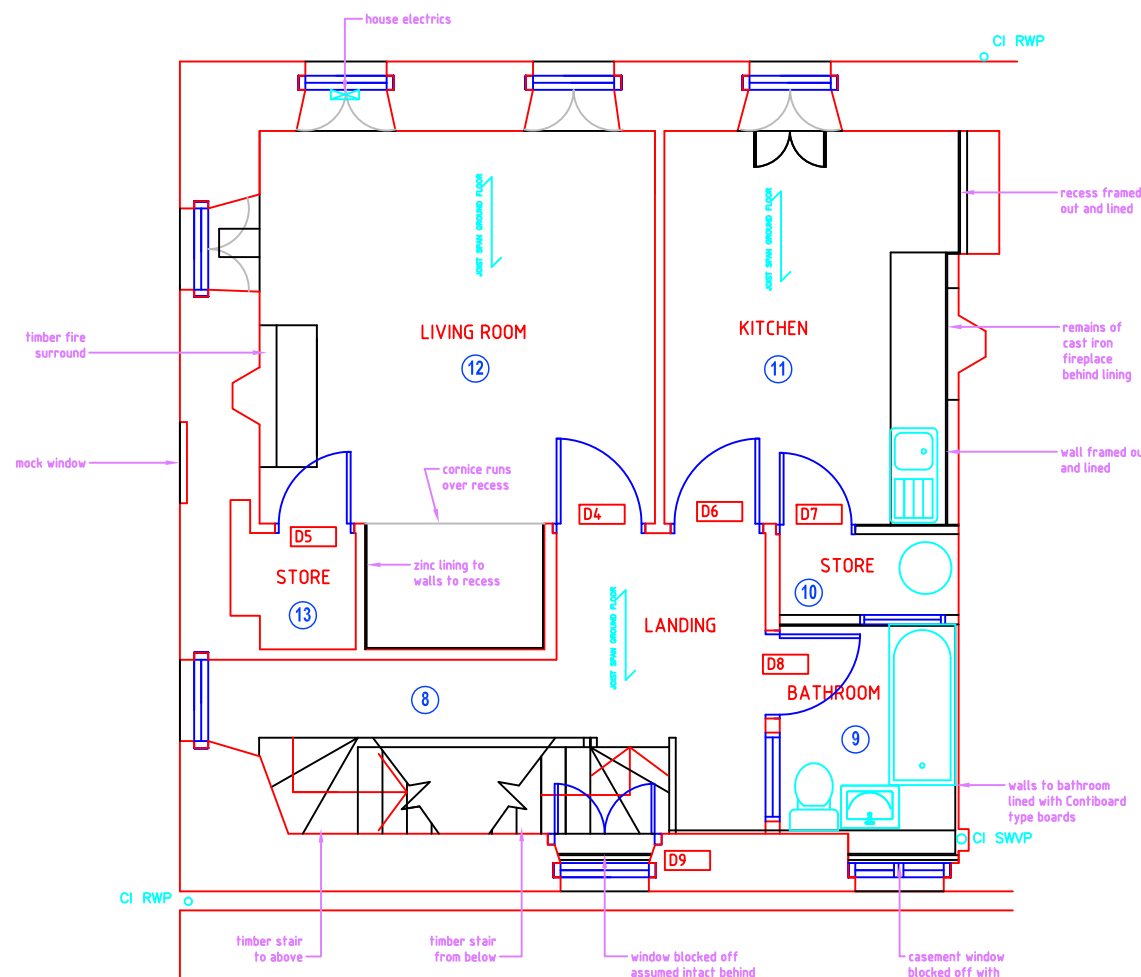 house electrics
CI RWP
JOIST SPAN GROUND FLOOR
JOIST SPAN GROUND FLOOR
recess framed
out and lined
LIVING ROOM
12
KITCHEN
11
timber fire
surround
remains of
cast iron
fireplace
behind lining
mock window
cornice runs
over recess
wall framed ou
and lined
D5
D4
D6
D7
STORE
13
zinc lining to
walls to recess
STORE
10
JOIST SPAN GROUND FLOOR
LANDING
D8
BATHROOM
8
9
walls to bathroom
lined with Contiboard
type boards
CI SWVP
D9
CI RWP
timber stair
to above
timber stair
from below
window blocked off
assumed intact behind
casement window
blocked off with